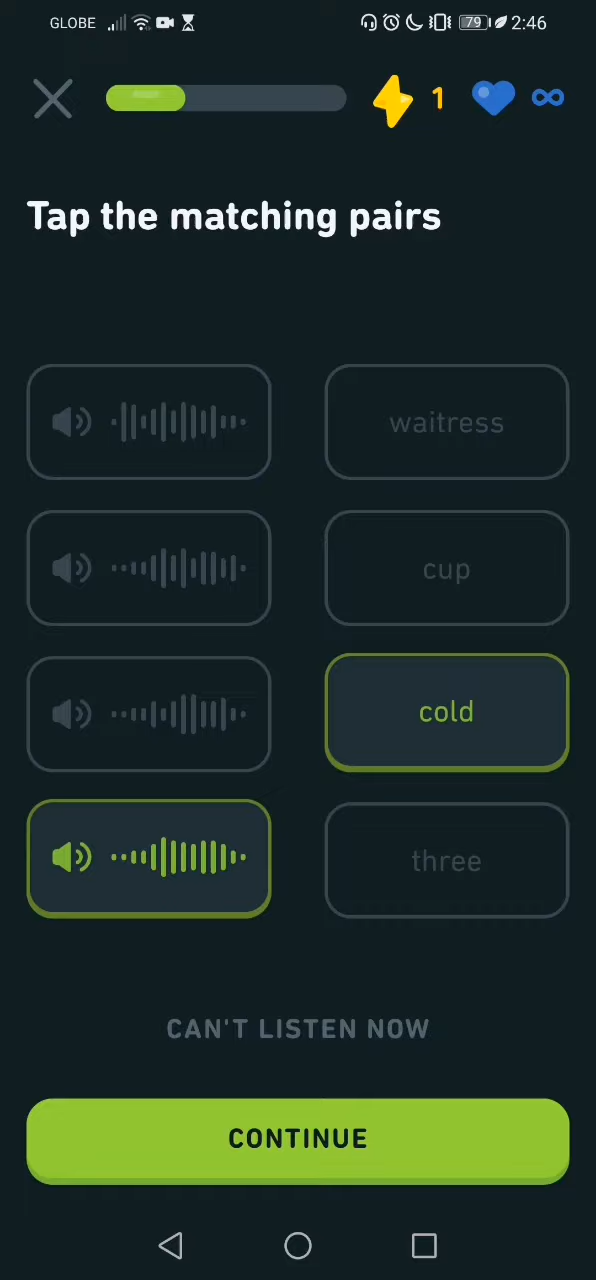 GLOBE 79 2:46
1 ∞
Tap the matching pairs
waitress
cup
cold
three
CAN'T LISTEN NOW
CONTINUE